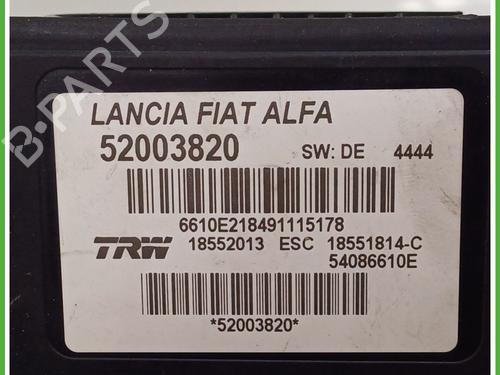 LANCIA FIAT ALFA
52003820 SW: DE 4444
6610E218491115178
TRW 18552013 ESC 18551814-C
54086610E
*52003820*
B-PARTS